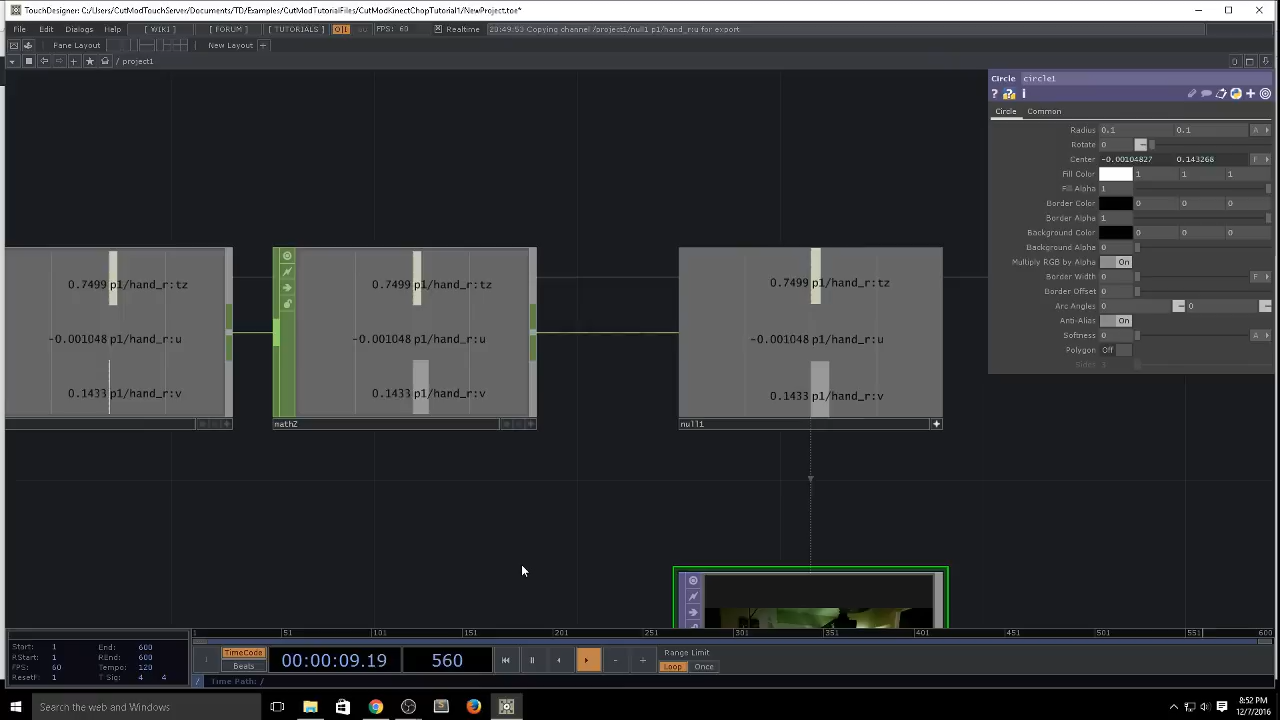 TouchDesigner: C:/Users/CutModTouchServer/Documents/TD/Examples/CutModTutorialFiles/CutModKinectChopTutorial1/NewProject.toe*
File Edit Dialogs Help [ WIKI ] [ FORUM ] [ TUTORIALS ] O|I 60 FPS: 60 Realtime 20:49:53 Copying channel /project1/null1 p1/hand_r:u for export
Pane Layout New Layout +
/ project1
Circle circle1
? ? i
Circle Common
Radius 0.1 0.1
Rotate 0
Center -0.00104827 0.143268
Fill Color 1 1 1
Fill Alpha 1
Border Color 0 0 0
Border Alpha 1
Background Color 0 0 0
Background Alpha 0
Multiply RGB by Alpha On
Border Width 0
Border Offset 0
Arc Angles 0 0
Anti-Alias On
Softness 0
Polygon Off
Sides 3
0.7499 p1/hand_r:tz
-0.001048 p1/hand_r:u
0.1433 p1/hand_r:v
0.7499 p1/hand_r:tz
-0.001048 p1/hand_r:u
0.1433 p1/hand_r:v
math2
0.7499 p1/hand_r:tz
-0.001048 p1/hand_r:u
0.1433 p1/hand_r:v
null1
1 51 101 151 201 251 301 351 401 451 501 551 600
Start: 1 End: 600
RStart: 1 REnd: 600
FPS: 60 Tempo: 120
ResetF: 1 T Sig: 4 4
TimeCode
Beats
00:00:09.19
560
Range Limit
Loop Once
/ Time Path: /
Search the web and Windows
8:52 PM
12/7/2016